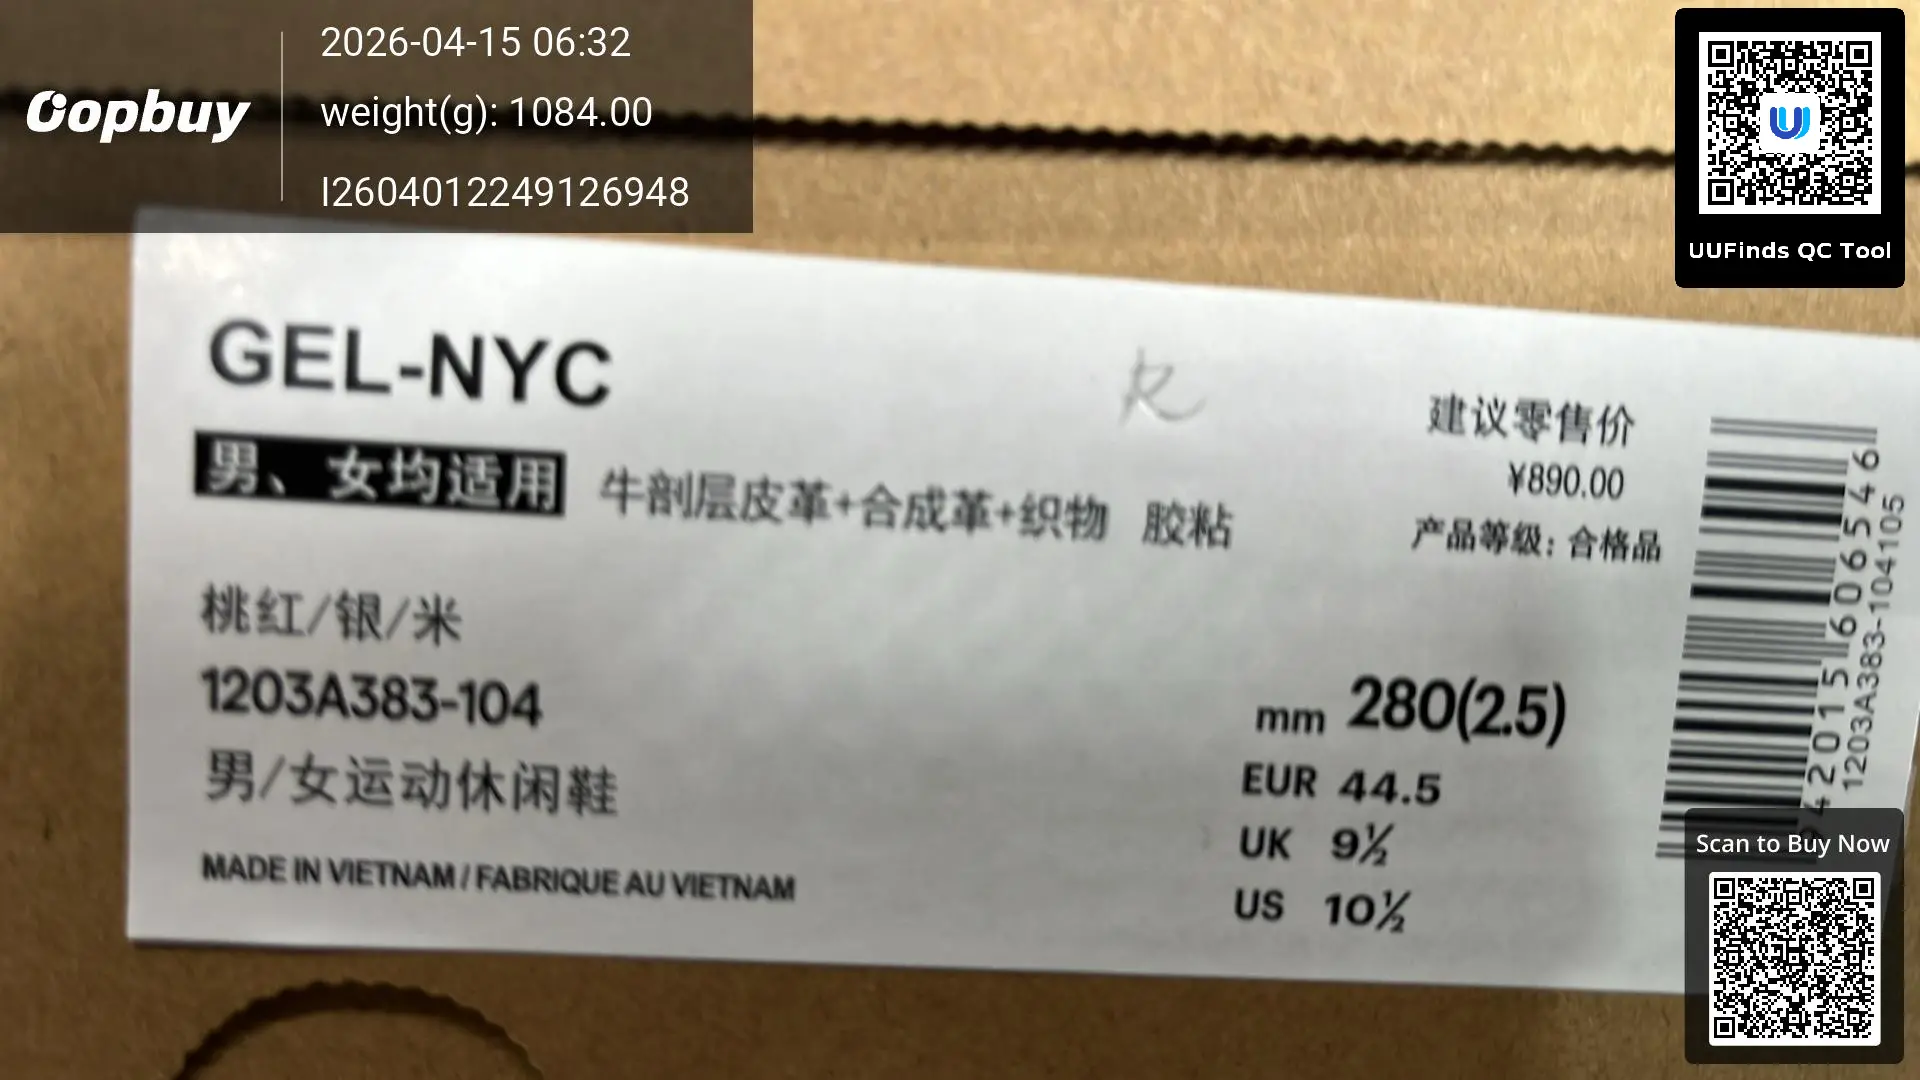 Oopbuy
2026-04-15 06:32
weight(g): 1084.00
I2604012249126948
UUFinds QC Tool
GEL-NYC
男、女均适用 牛剖层皮革+合成革+织物 胶粘
建议零售价
¥890.00
产品等级: 合格品
桃红/银/米
1203A383-104
男/女运动休闲鞋
MADE IN VIETNAM / FABRIQUE AU VIETNAM
mm 280(2.5)
EUR 44.5
UK 9½
US 10½
1203A383-104105
Scan to Buy Now